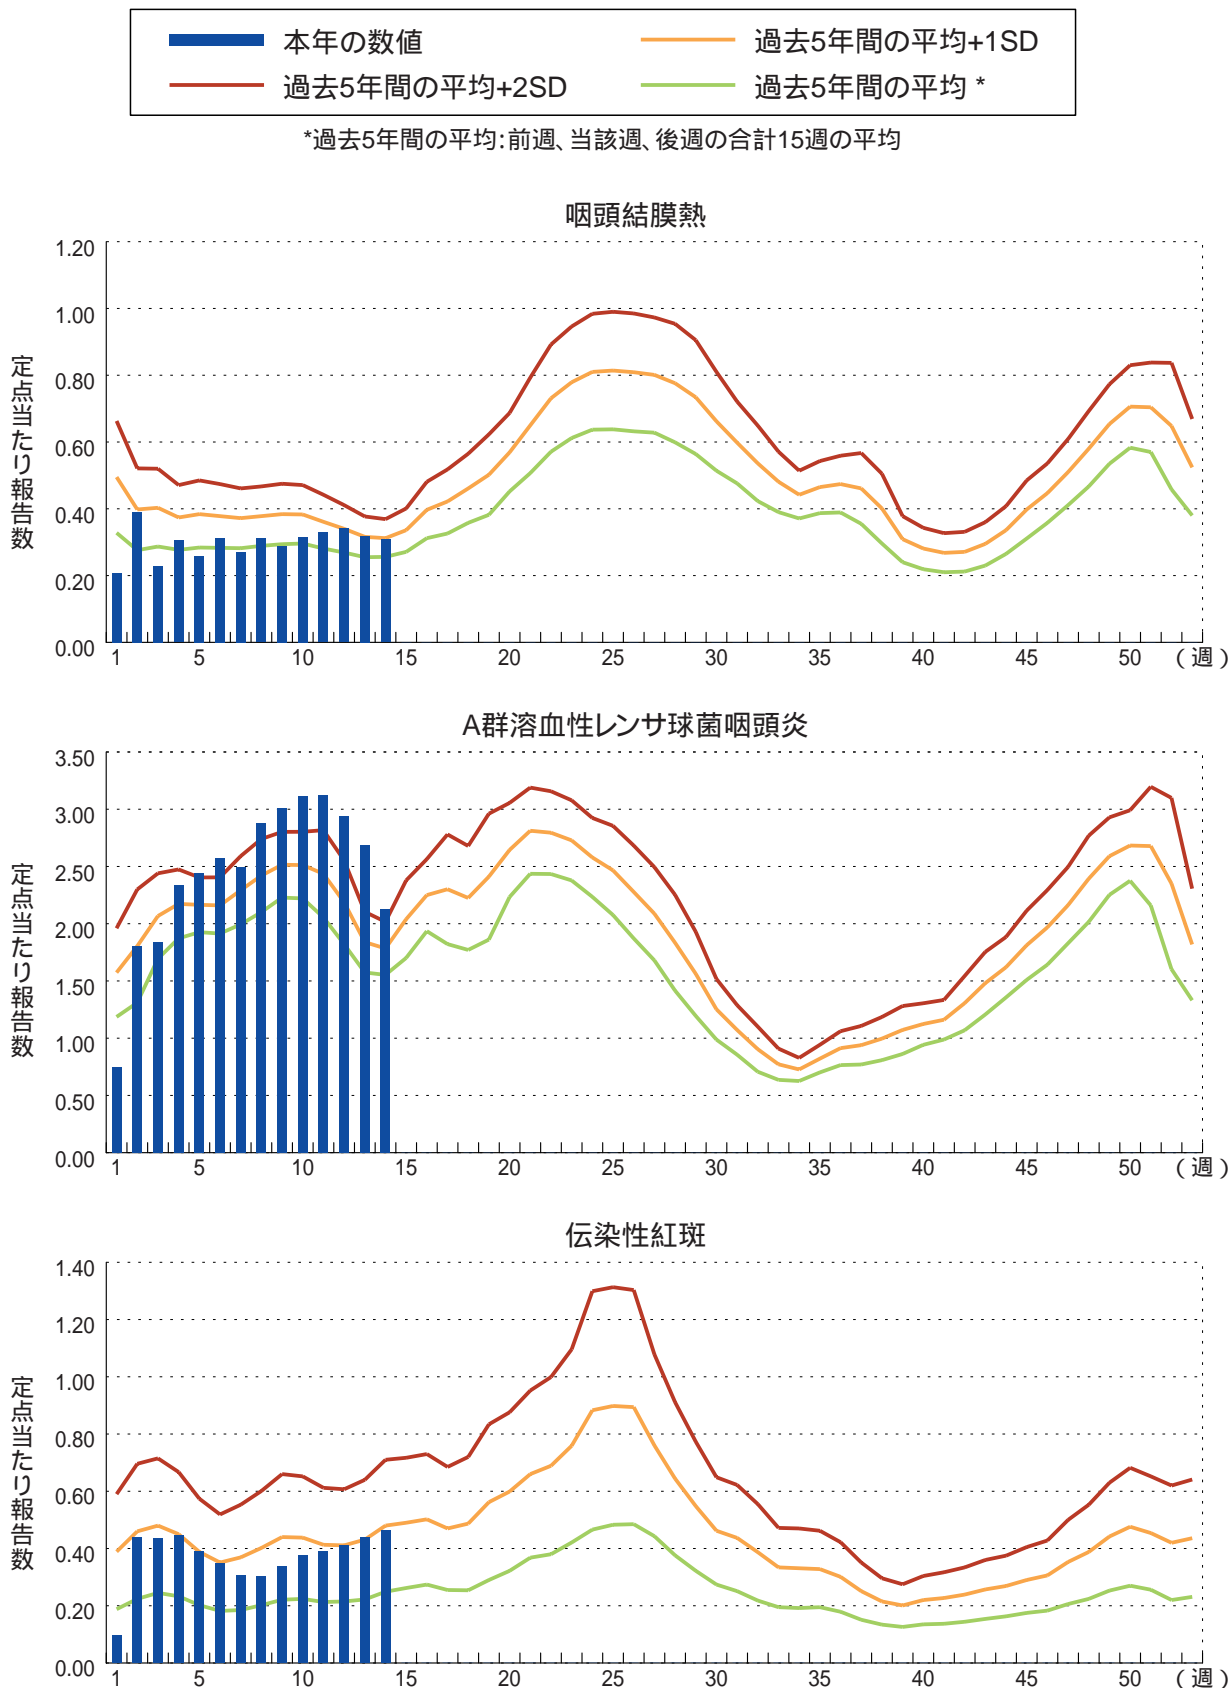 本年の数値
過去5年間の平均+1SD
過去5年間の平均+2SD
過去5年間の平均 *
*過去5年間の平均:前週、当該週、後週の合計15週の平均
咽頭結膜熱
定点当たり報告数
1.20
1.00
0.80
0.60
0.40
0.20
0.00
1 5 10 15 20 25 30 35 40 45 50 (週)
A群溶血性レンサ球菌咽頭炎
定点当たり報告数
3.50
3.00
2.50
2.00
1.50
1.00
0.50
0.00
1 5 10 15 20 25 30 35 40 45 50 (週)
伝染性紅斑
定点当たり報告数
1.40
1.20
1.00
0.80
0.60
0.40
0.20
0.00
1 5 10 15 20 25 30 35 40 45 50 (週)